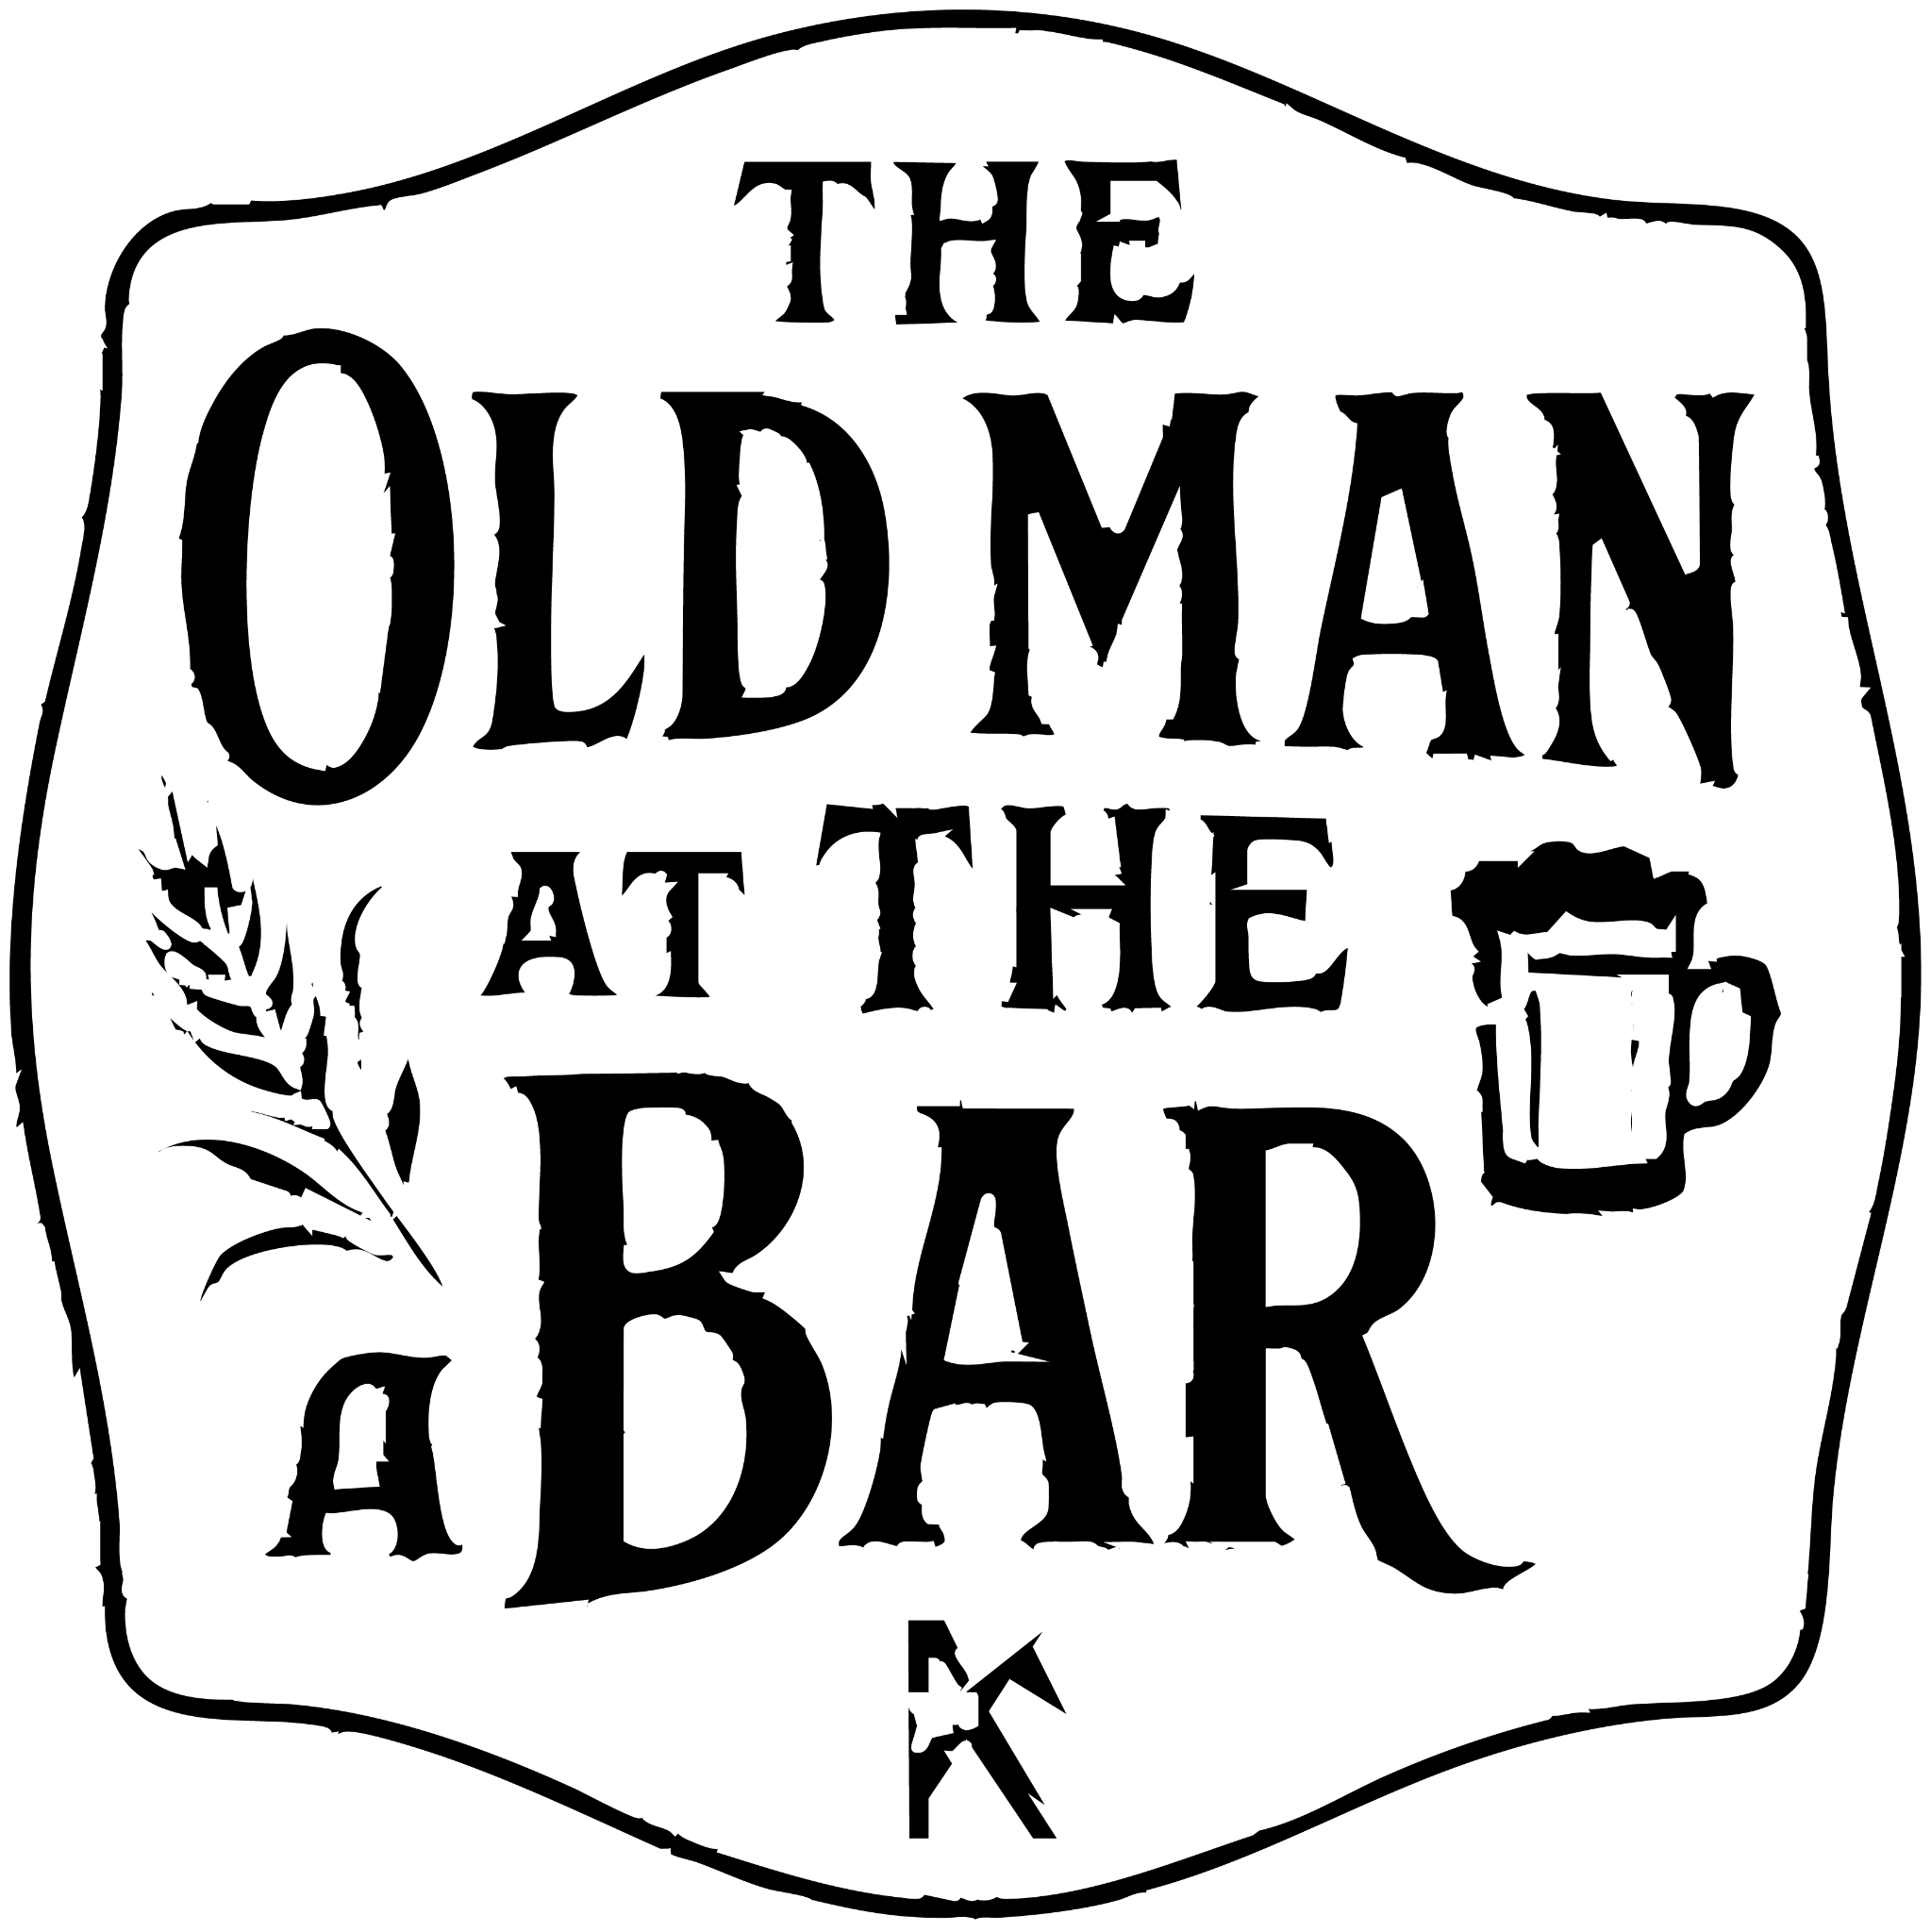 THE
OLD MAN
AT THE
A BAR